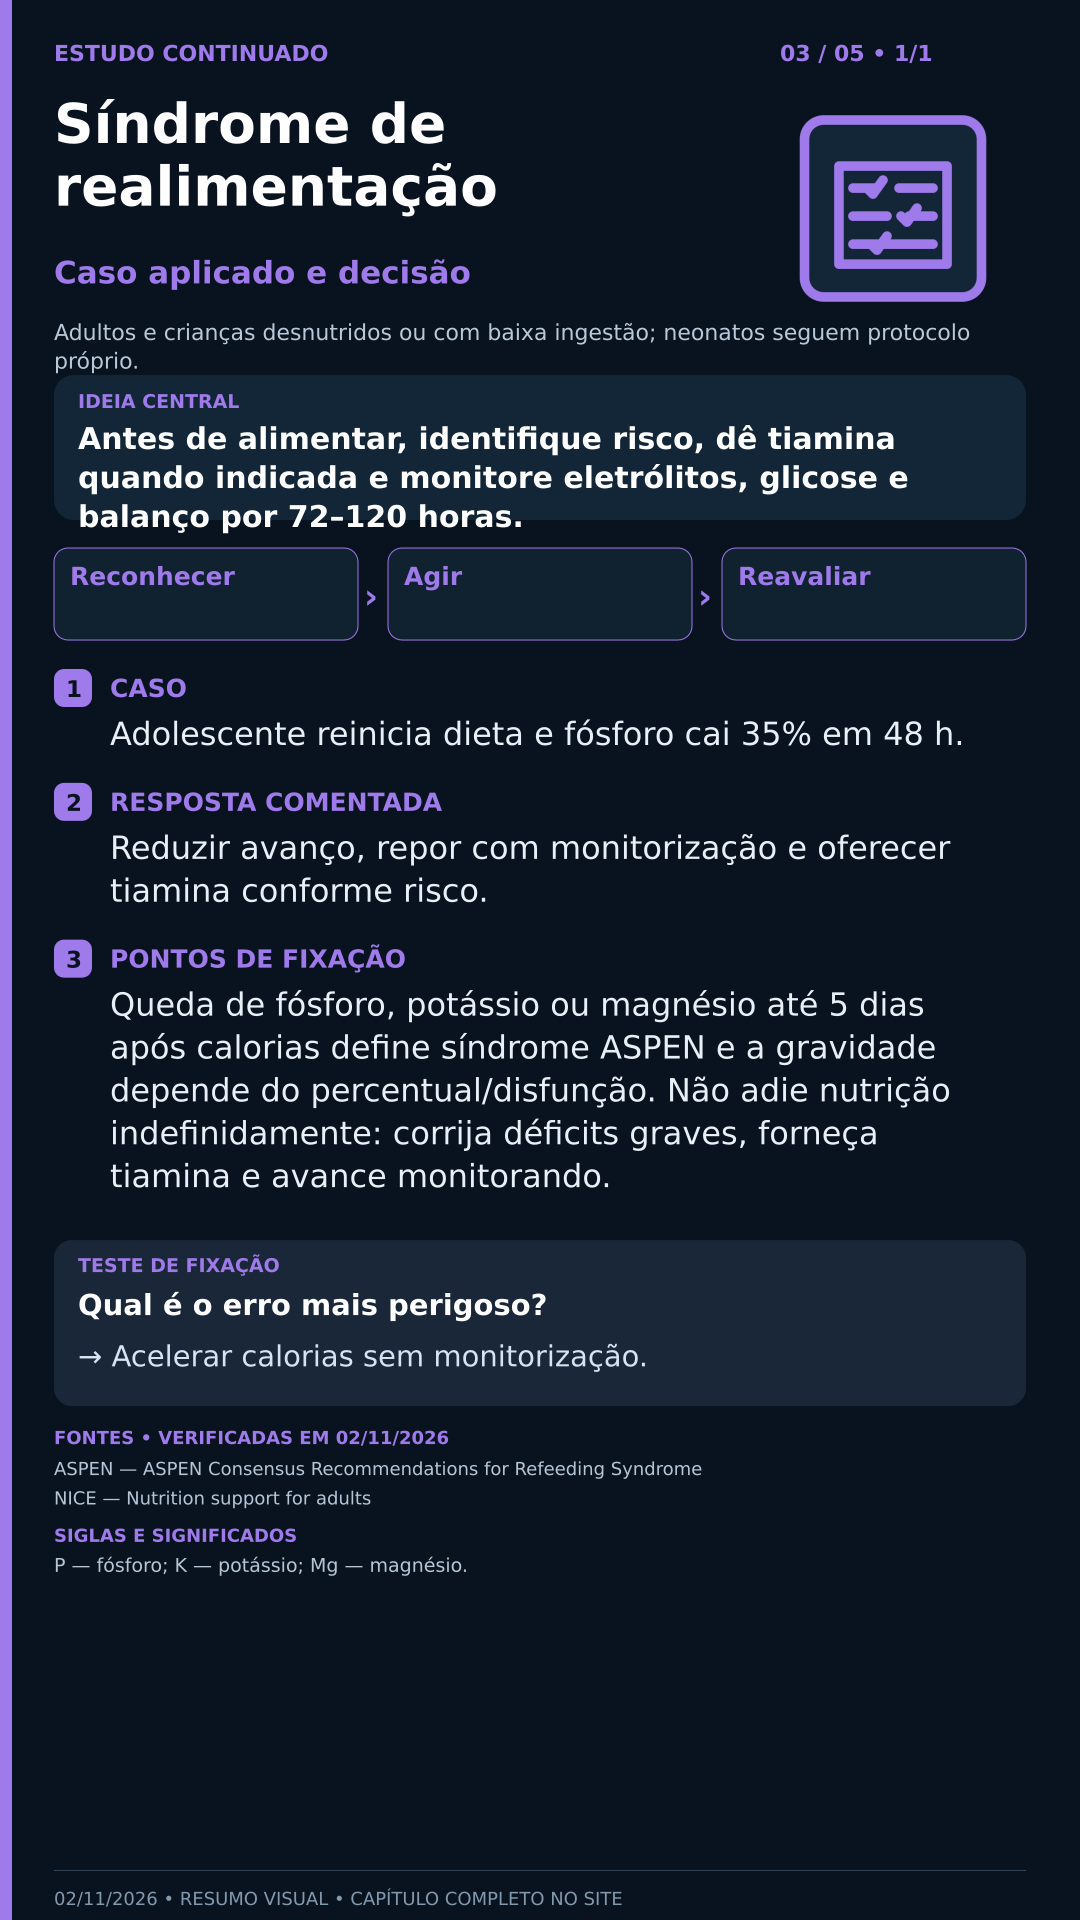 ESTUDO CONTINUADO
03 / 05 • 1/1
Síndrome de
realimentação
Caso aplicado e decisão
Adultos e crianças desnutridos ou com baixa ingestão; neonatos seguem protocolo
próprio.
IDEIA CENTRAL
Antes de alimentar, identifique risco, dê tiamina
quando indicada e monitore eletrólitos, glicose e
balanço por 72–120 horas.
Reconhecer
›
Agir
›
Reavaliar
1 CASO
Adolescente reinicia dieta e fósforo cai 35% em 48 h.
2 RESPOSTA COMENTADA
Reduzir avanço, repor com monitorização e oferecer
tiamina conforme risco.
3 PONTOS DE FIXAÇÃO
Queda de fósforo, potássio ou magnésio até 5 dias
após calorias define síndrome ASPEN e a gravidade
depende do percentual/disfunção. Não adie nutrição
indefinidamente: corrija déficits graves, forneça
tiamina e avance monitorando.
TESTE DE FIXAÇÃO
Qual é o erro mais perigoso?
→ Acelerar calorias sem monitorização.
FONTES • VERIFICADAS EM 02/11/2026
ASPEN — ASPEN Consensus Recommendations for Refeeding Syndrome
NICE — Nutrition support for adults
SIGLAS E SIGNIFICADOS
P — fósforo; K — potássio; Mg — magnésio.
02/11/2026 • RESUMO VISUAL • CAPÍTULO COMPLETO NO SITE